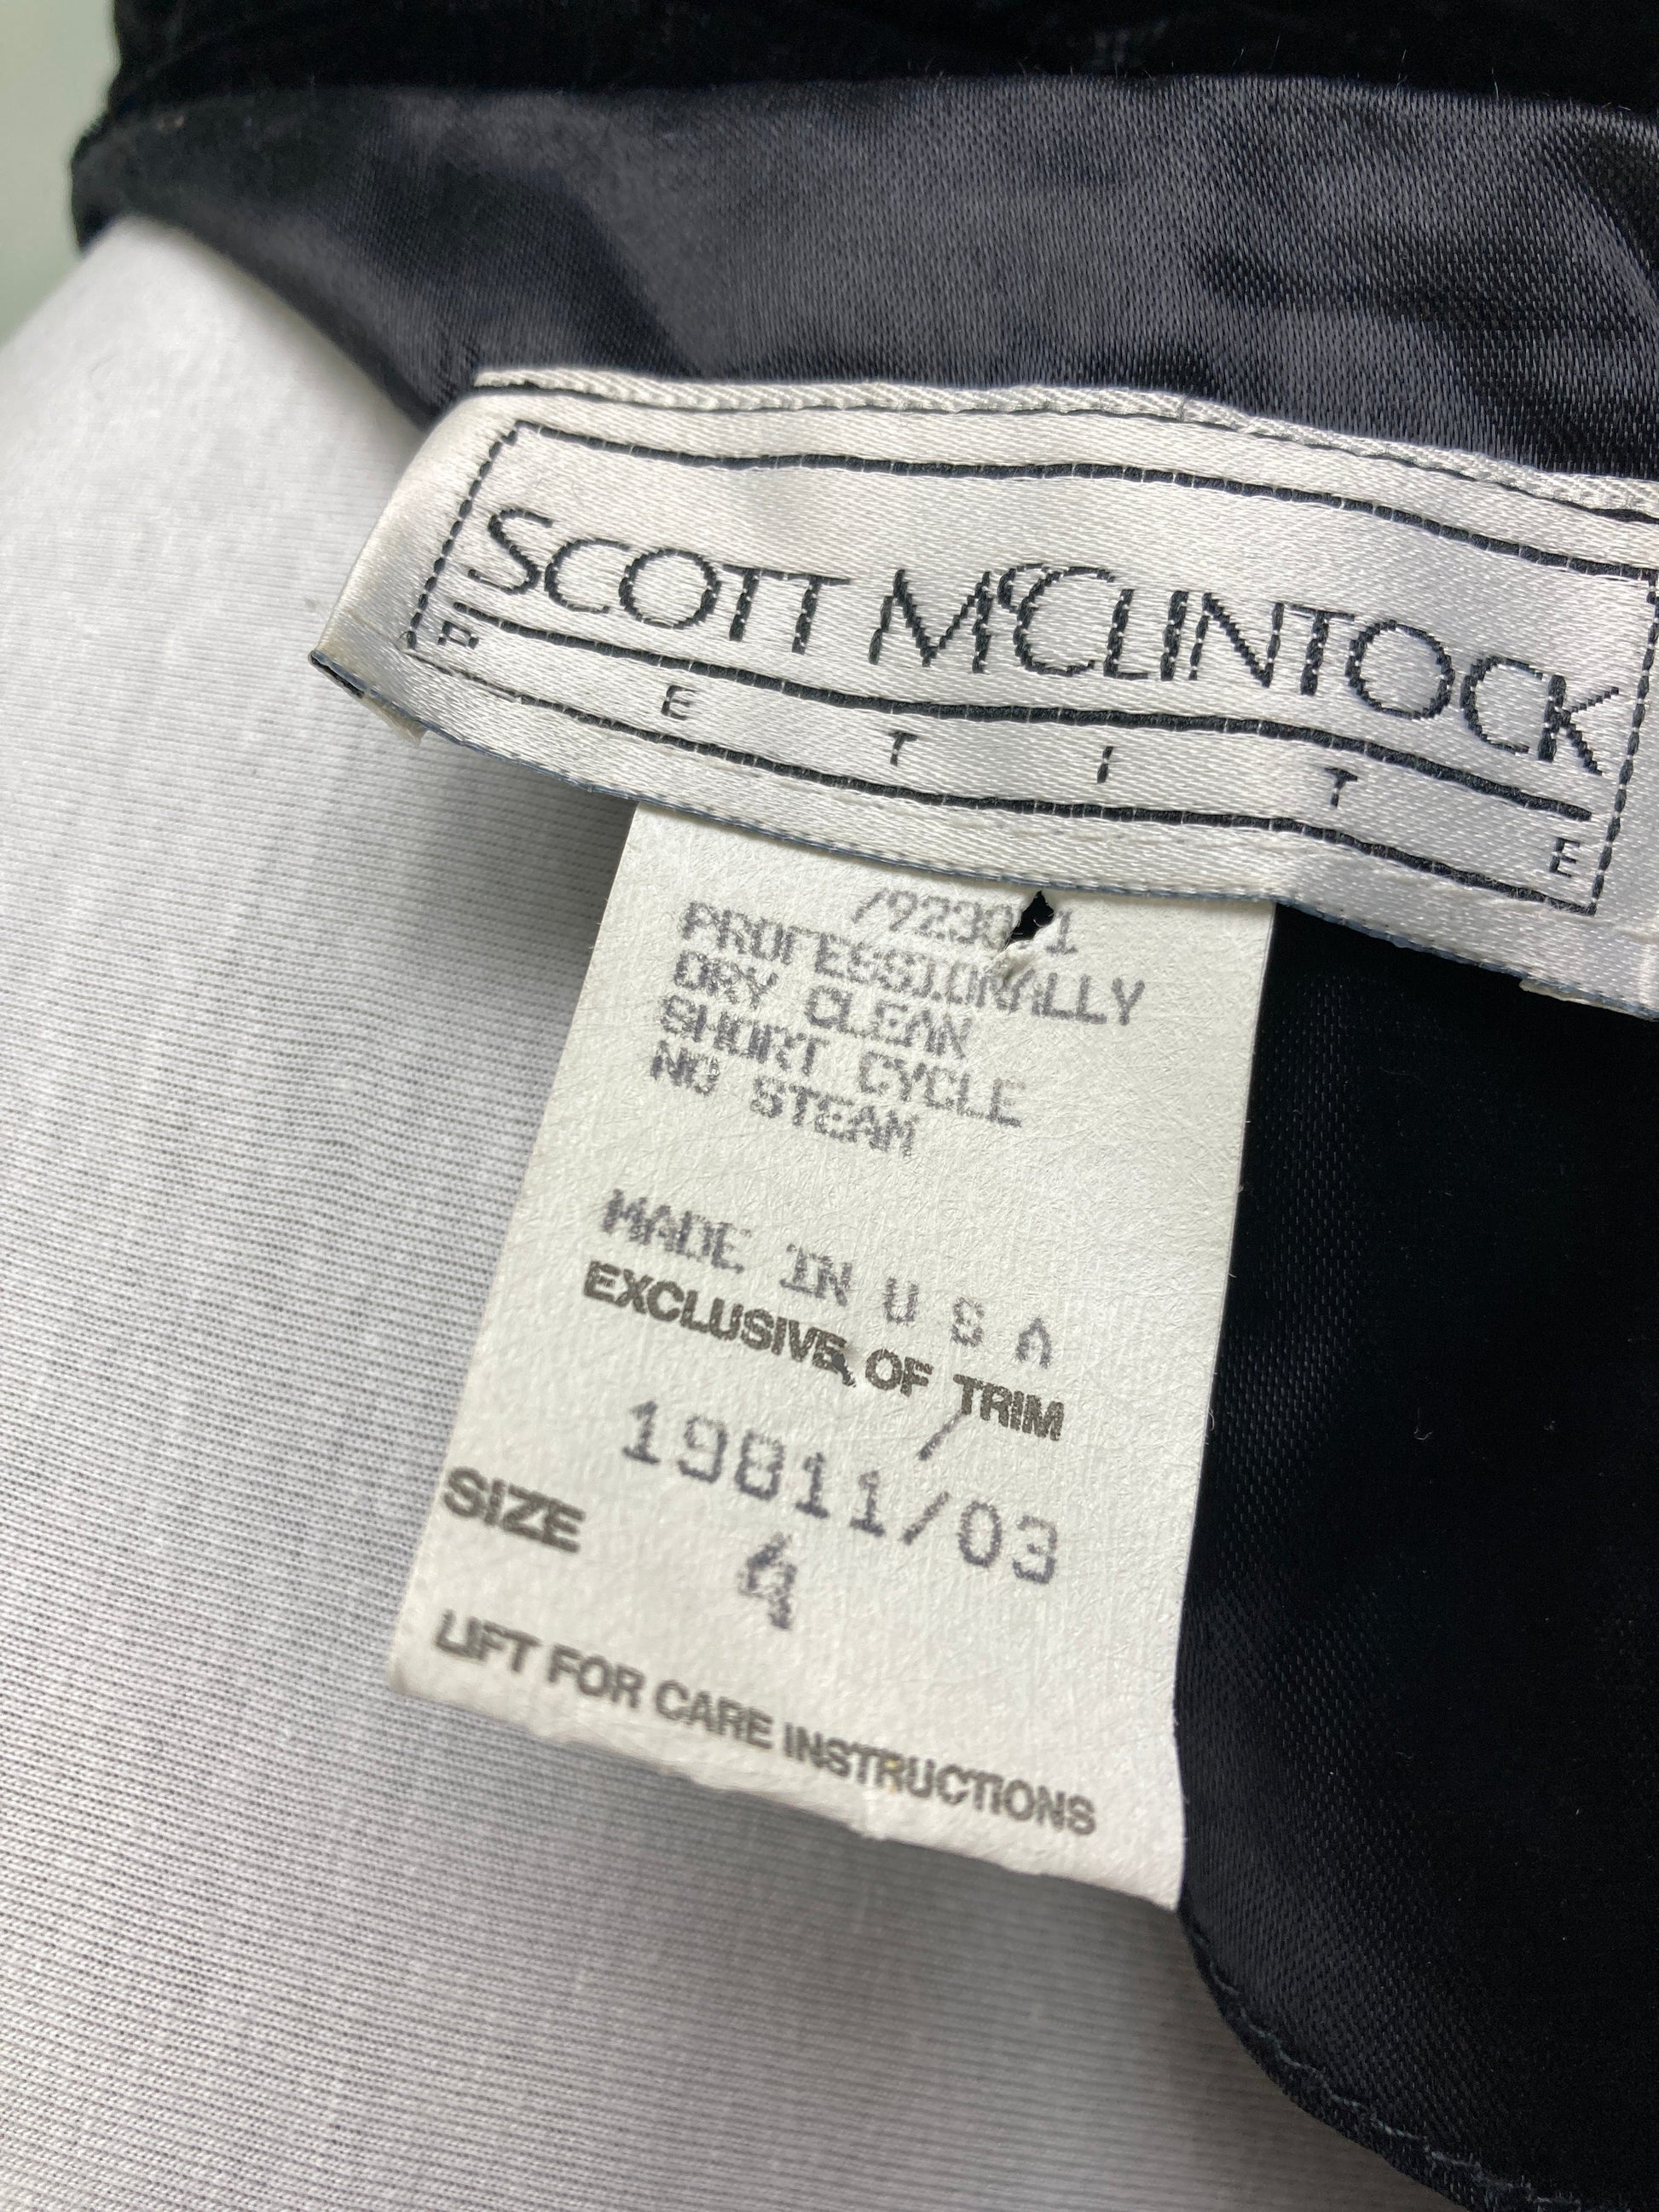 SCOTT McCLINTOCK
PETITE
PROFESSIONALLY
DRY CLEAN
SHORT CYCLE
NO STEAM
MADE IN U S A
EXCLUSIVE OF TRIM
/
19811/03
SIZE 4
LIFT FOR CARE INSTRUCTIONS